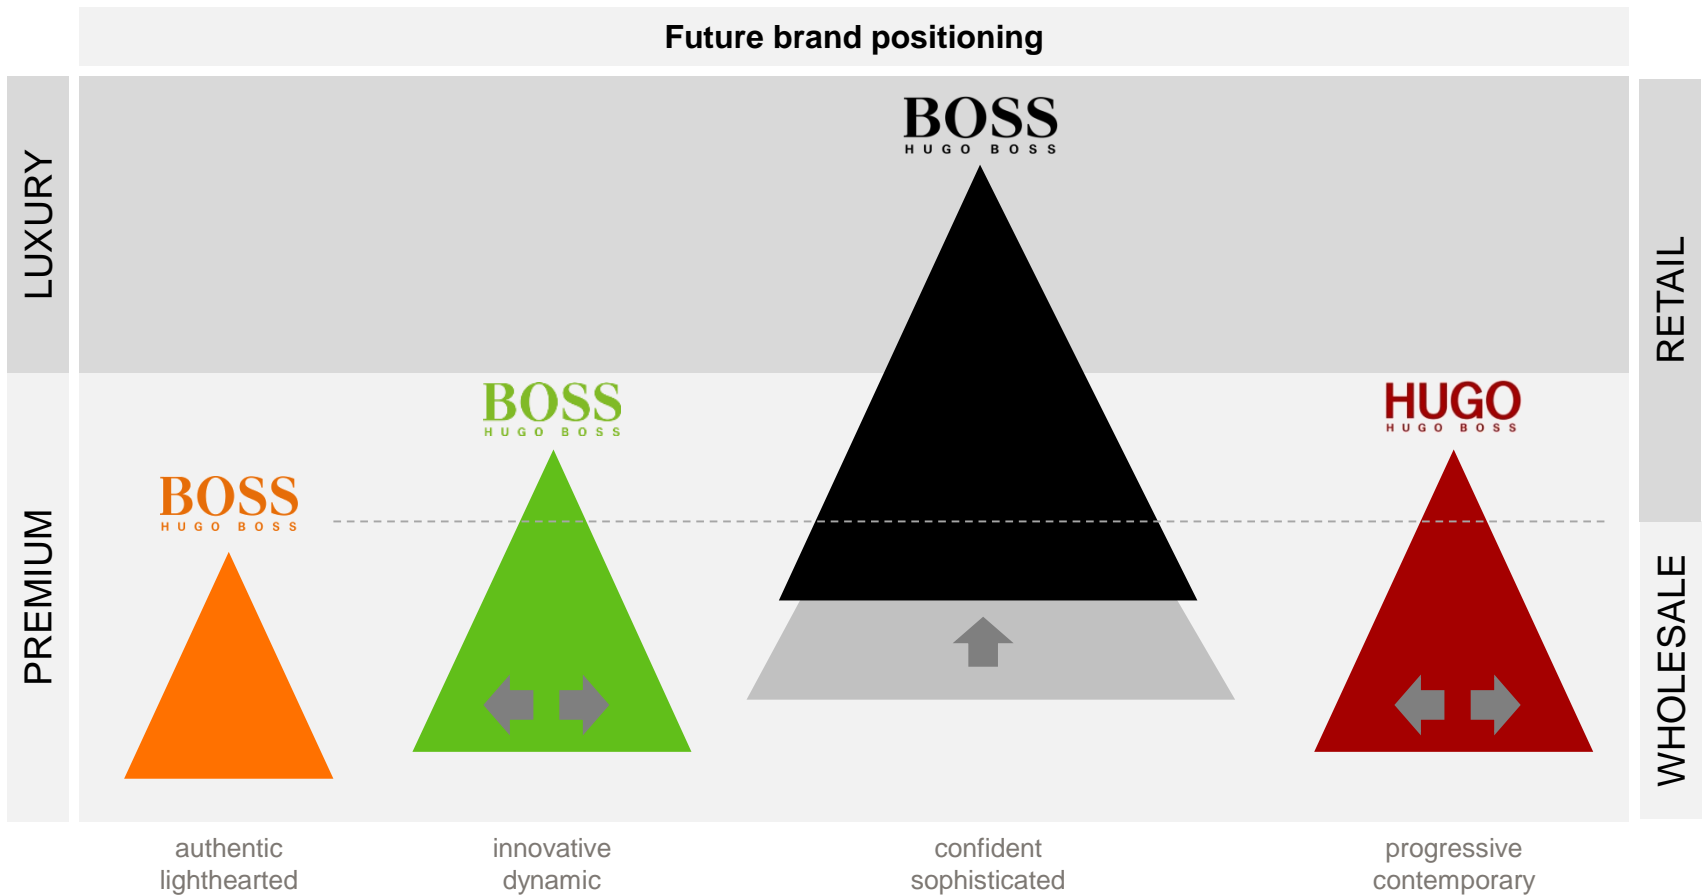 Future brand positioning
LUXURY
PREMIUM
RETAIL
WHOLESALE
BOSS
HUGO BOSS
BOSS
HUGO BOSS
BOSS
HUGO BOSS
HUGO
HUGO BOSS
authentic
lighthearted
innovative
dynamic
confident
sophisticated
progressive
contemporary